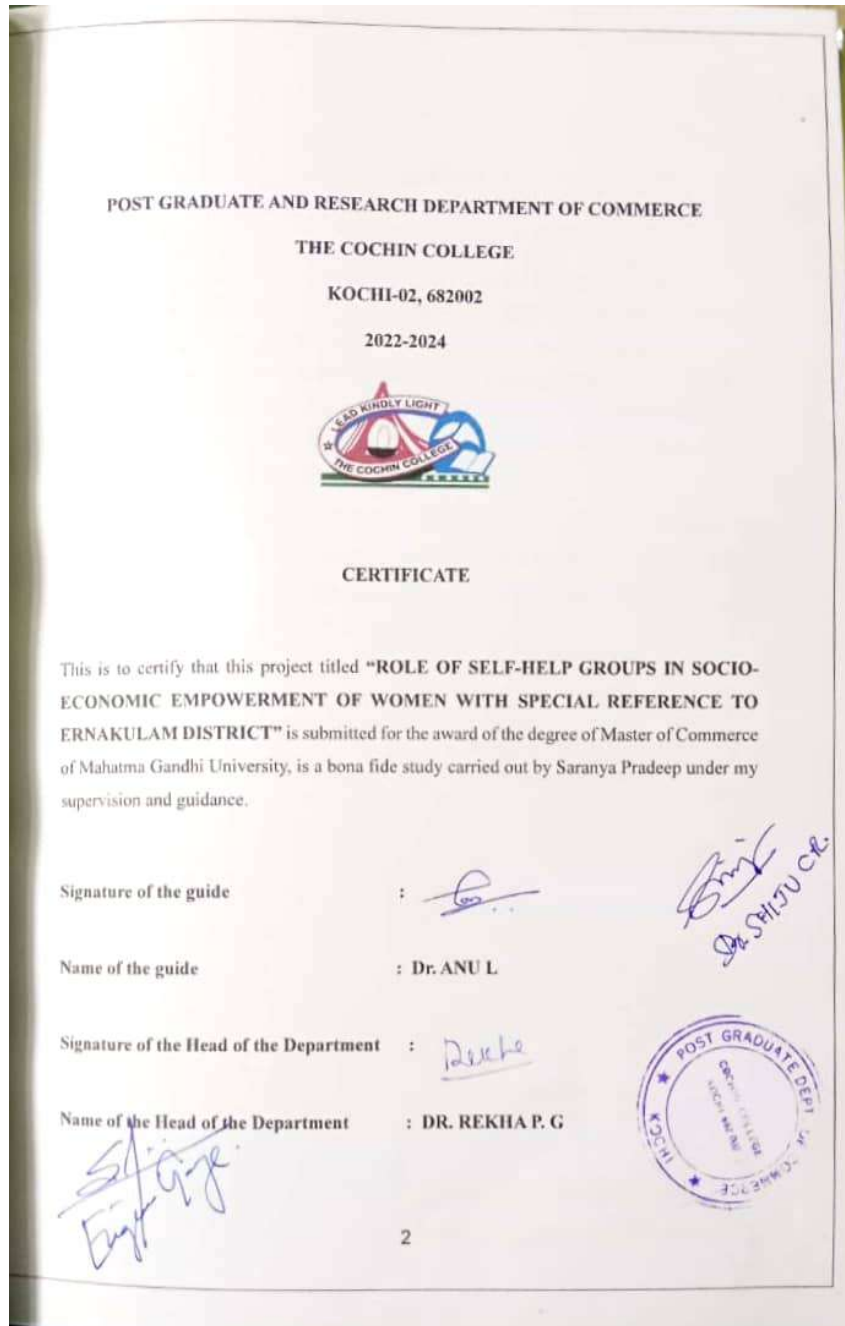 POST GRADUATE AND RESEARCH DEPARTMENT OF COMMERCE
THE COCHIN COLLEGE
KOCHI-02, 682002
2022-2024
LEAD KINDLY LIGHT
THE COCHIN COLLEGE
CERTIFICATE
This is to certify that this project titled “ROLE OF SELF-HELP GROUPS IN SOCIO-
ECONOMIC EMPOWERMENT OF WOMEN WITH SPECIAL REFERENCE TO
ERNAKULAM DISTRICT” is submitted for the award of the degree of Master of Commerce
of Mahatma Gandhi University, is a bona fide study carried out by Saranya Pradeep under my
supervision and guidance.
Signature of the guide :
Dr. SHIJU C.R.
Name of the guide : Dr. ANU L
Signature of the Head of the Department : Rekha
Name of the Head of the Department : DR. REKHA P. G
POST GRADUATE DEPT OF COMMERCE
COCHIN COLLEGE
2